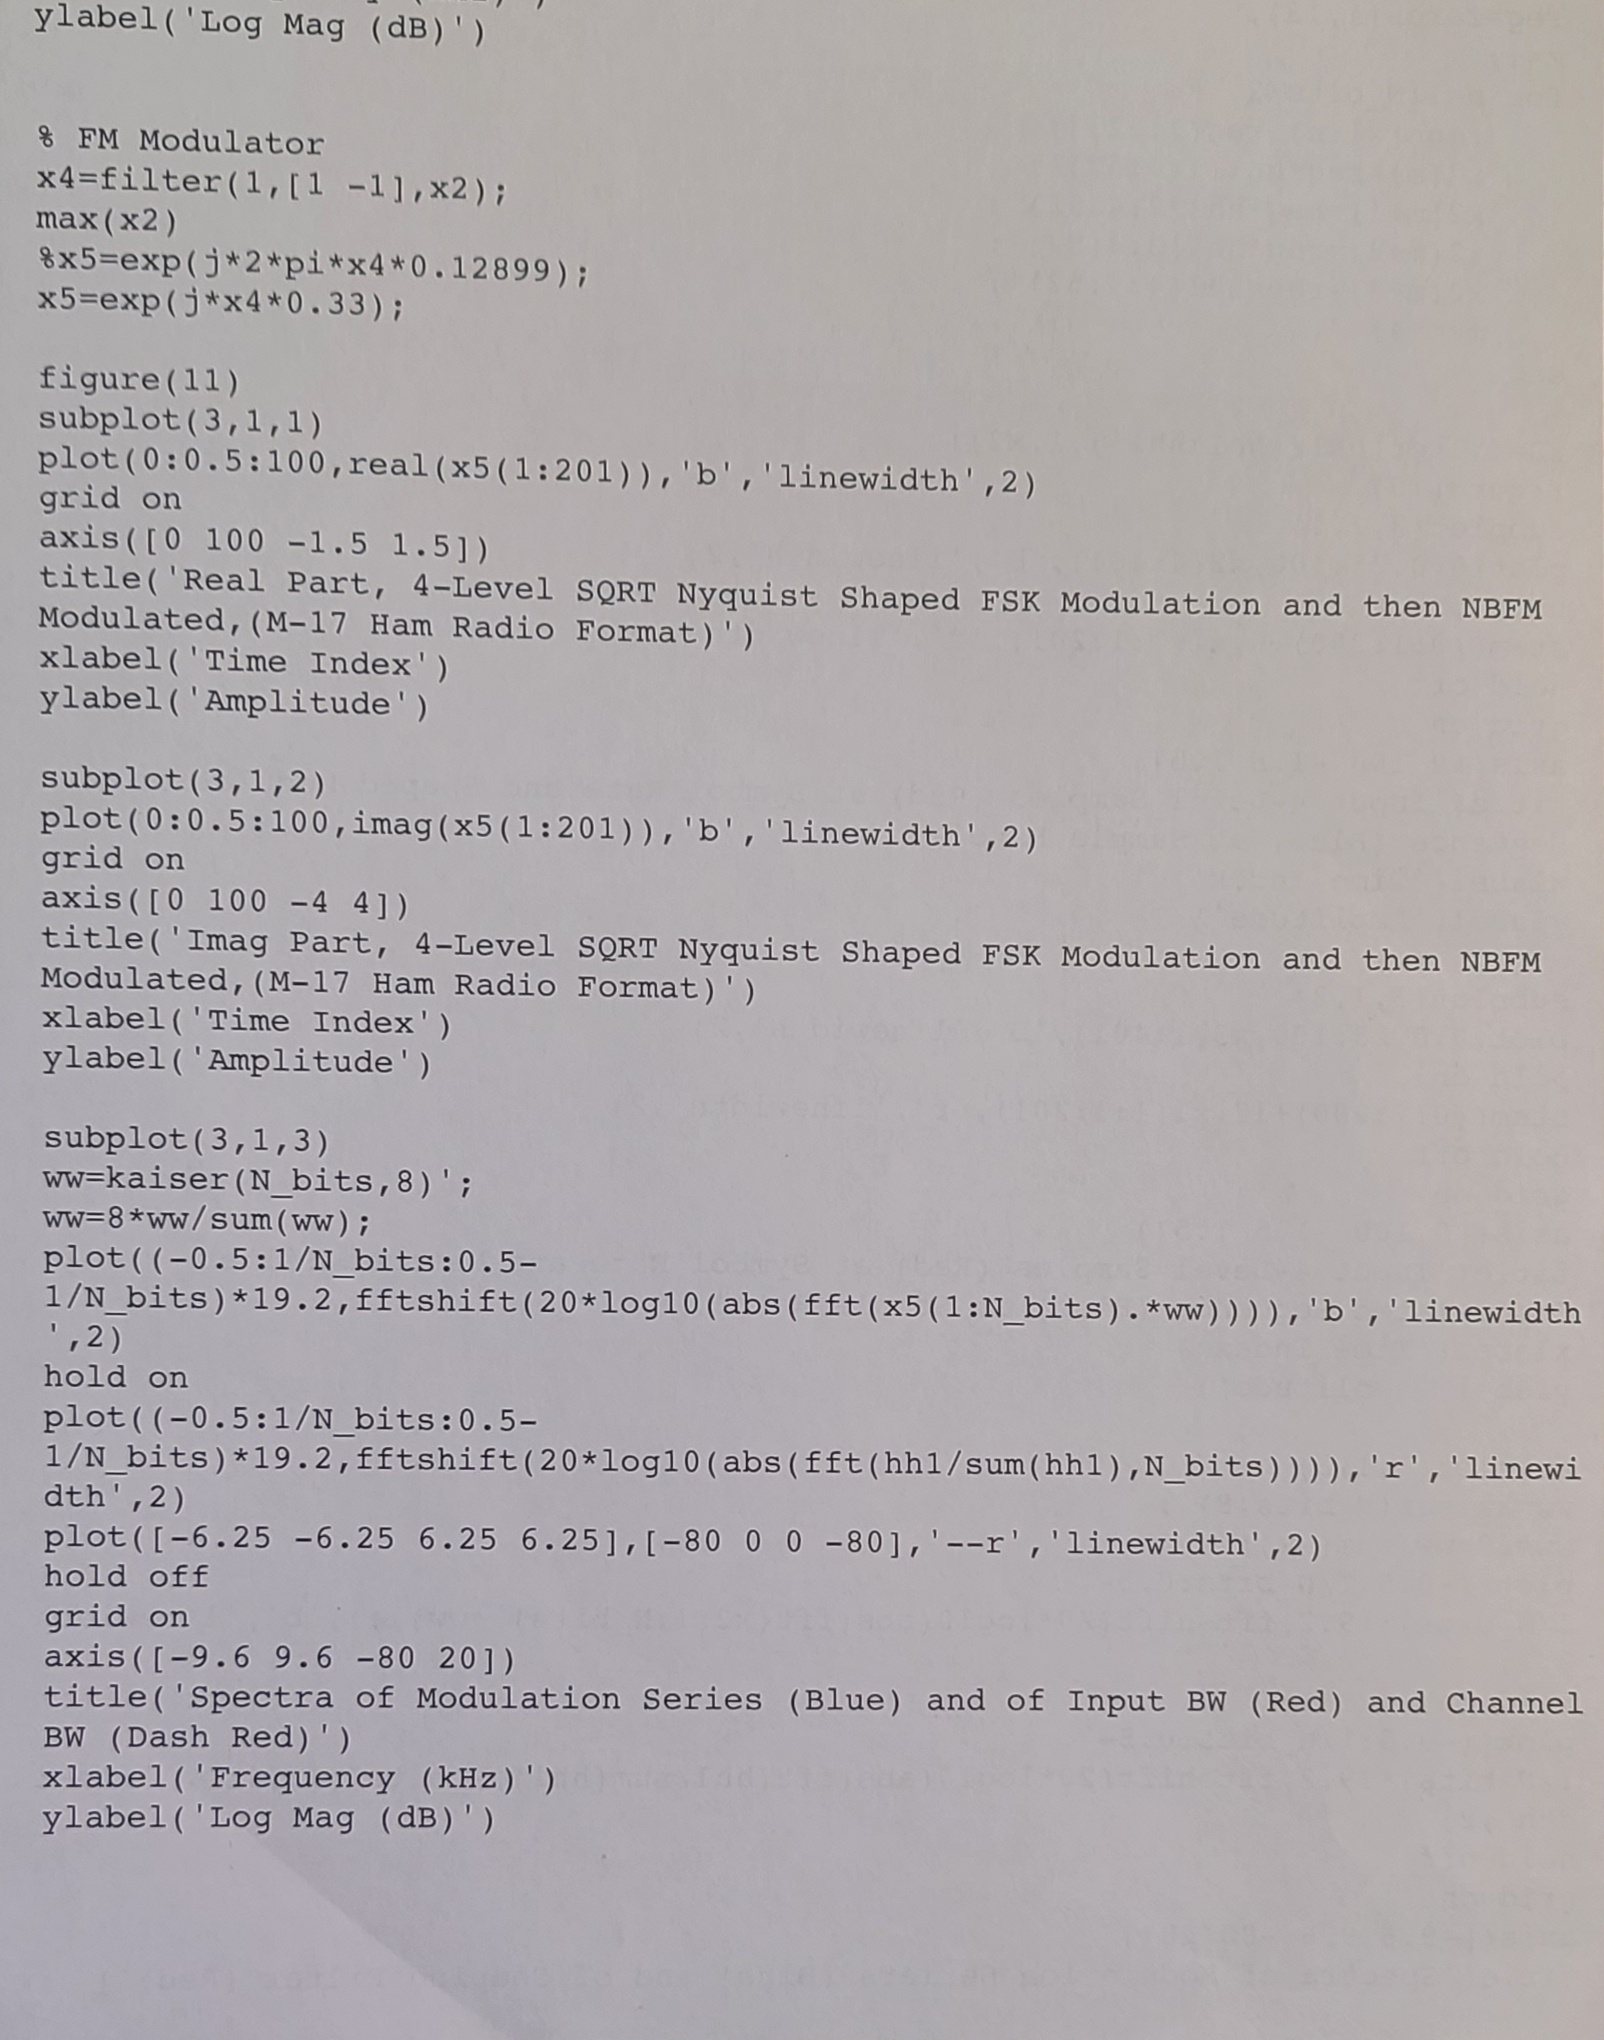 ylabel('Log Mag (dB)')
% FM Modulator
x4=filter(1,[1 -1],x2);
max(x2)
%x5=exp(j*2*pi*x4*0.12899);
x5=exp(j*x4*0.33);
figure(11)
subplot(3,1,1)
plot(0:0.5:100,real(x5(1:201)),'b','linewidth',2)
grid on
axis([0 100 -1.5 1.5])
title('Real Part, 4-Level SQRT Nyquist Shaped FSK Modulation and then NBFM
Modulated,(M-17 Ham Radio Format)')
xlabel('Time Index')
ylabel('Amplitude')
subplot(3,1,2)
plot(0:0.5:100,imag(x5(1:201)),'b','linewidth',2)
grid on
axis([0 100 -4 4])
title('Imag Part, 4-Level SQRT Nyquist Shaped FSK Modulation and then NBFM
Modulated,(M-17 Ham Radio Format)')
xlabel('Time Index')
ylabel('Amplitude')
subplot(3,1,3)
ww=kaiser(N_bits,8)';
ww=8*ww/sum(ww);
plot((-0.5:1/N_bits:0.5-
1/N_bits)*19.2,fftshift(20*log10(abs(fft(x5(1:N_bits).*ww)))),'b','linewidth
',2)
hold on
plot((-0.5:1/N_bits:0.5-
1/N_bits)*19.2,fftshift(20*log10(abs(fft(hh1/sum(hh1),N_bits)))),'r','linewi
dth',2)
plot([-6.25 -6.25 6.25 6.25],[-80 0 0 -80],'--r','linewidth',2)
hold off
grid on
axis([-9.6 9.6 -80 20])
title('Spectra of Modulation Series (Blue) and of Input BW (Red) and Channel
BW (Dash Red)')
xlabel('Frequency (kHz)')
ylabel('Log Mag (dB)')